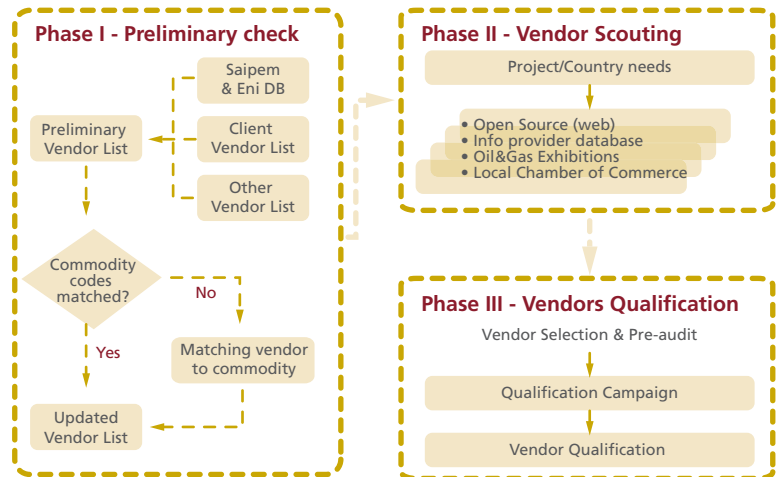 Phase I - Preliminary check
Saipem
& Eni DB
Preliminary
Vendor List
Client
Vendor List
Other
Vendor List
Commodity
codes
matched?
No
Yes
Matching vendor
to commodity
Updated
Vendor List
Phase II - Vendor Scouting
Project/Country needs
• Open Source (web)
• Info provider database
• Oil&Gas Exhibitions
• Local Chamber of Commerce
Phase III - Vendors Qualification
Vendor Selection & Pre-audit
Qualification Campaign
Vendor Qualification